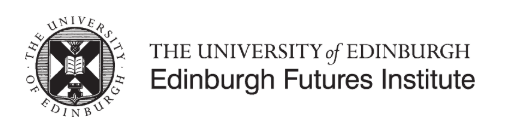 THE UNIVERSITY OF EDINBURGH
THE UNIVERSITY of EDINBURGH
Edinburgh Futures Institute